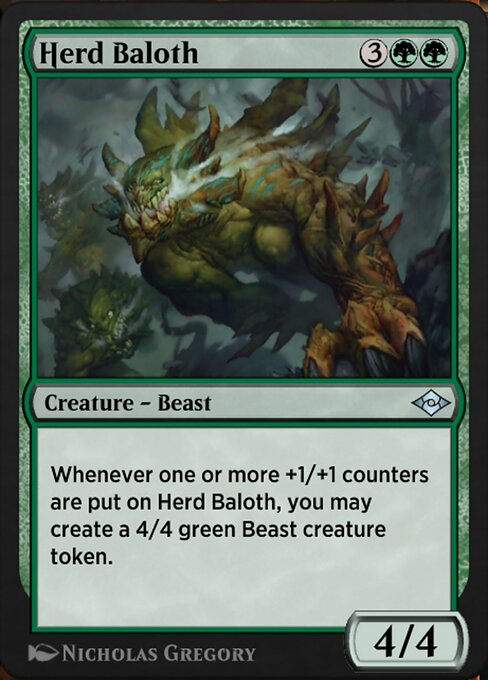 Herd Baloth 3
Creature – Beast
Whenever one or more +1/+1 counters
are put on Herd Baloth, you may
create a 4/4 green Beast creature
token.
4/4
Nicholas Gregory